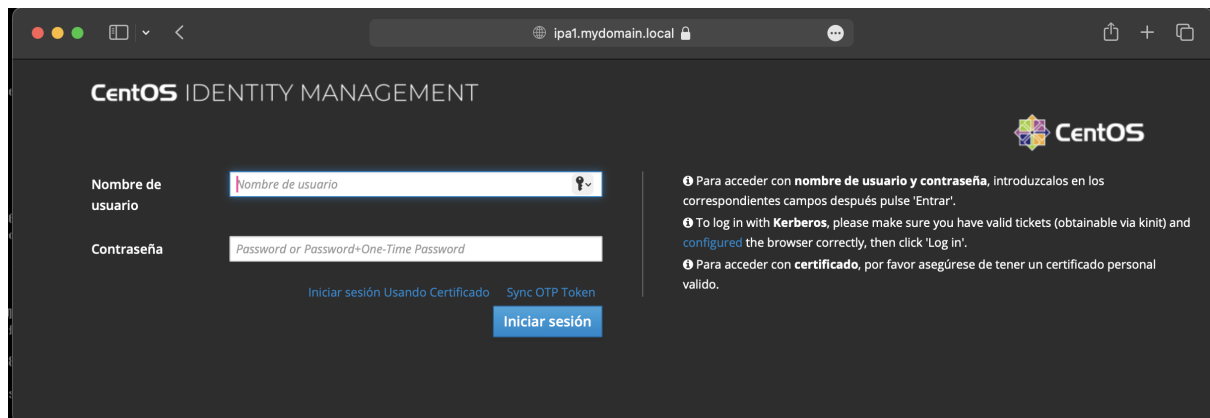 ipa1.mydomain.local
CentOS IDENTITY MANAGEMENT
CentOS
Nombre de
usuario
Nombre de usuario
Contraseña
Password or Password+One-Time Password
Iniciar sesión Usando Certificado Sync OTP Token
Iniciar sesión
Para acceder con nombre de usuario y contraseña, introduzcalos en los
correspondientes campos después pulse 'Entrar'.
To log in with Kerberos, please make sure you have valid tickets (obtainable via kinit) and
configured the browser correctly, then click 'Log in'.
Para acceder con certificado, por favor asegúrese de tener un certificado personal
valido.